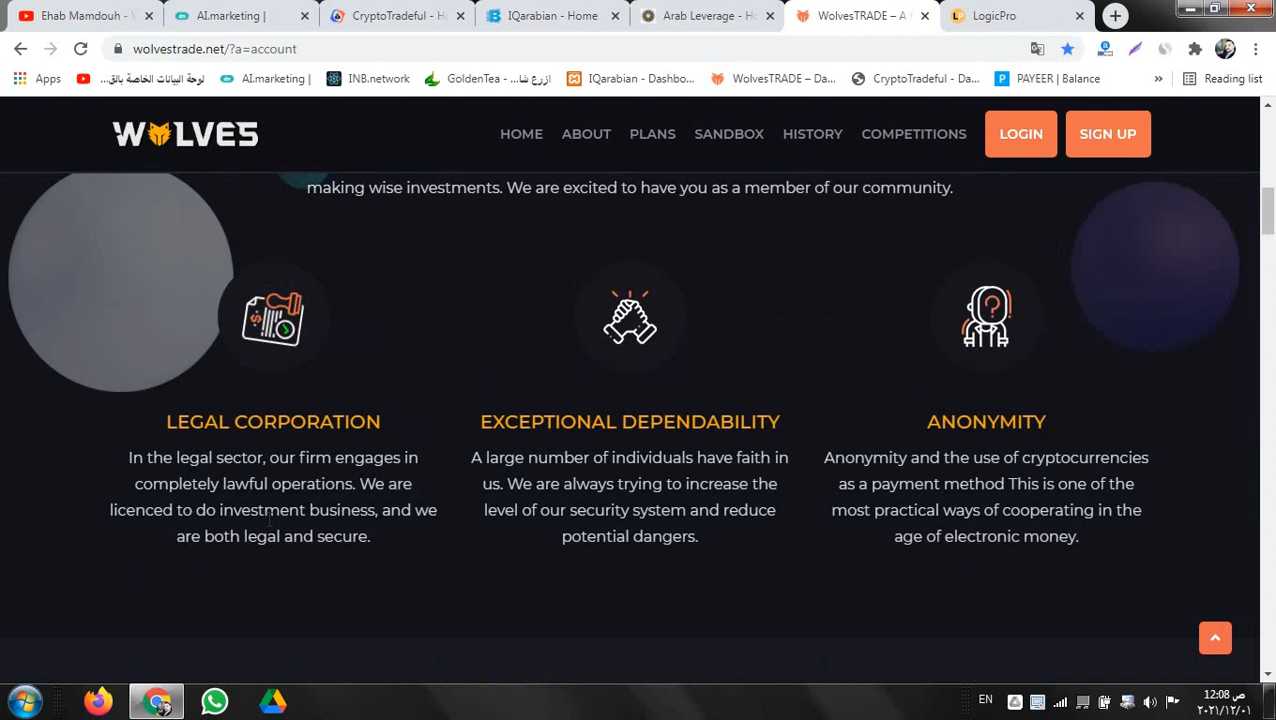 Ehab Mamdouh - 
AI.marketing |
CryptoTradeful - H
IQarabian - Home
Arab Leverage - Ho
WolvesTRADE – A
LogicPro
wolvestrade.net/?a=account
Apps
لوحة البيانات الخاصة بالق...
AI.marketing |
INB.network
GoldenTea - ازرع شا...
IQarabian - Dashbo...
WolvesTRADE – Da...
CryptoTradeful - Da...
PAYEER | Balance
»
Reading list
WOLVES
HOME
ABOUT
PLANS
SANDBOX
HISTORY
COMPETITIONS
LOGIN
SIGN UP
making wise investments. We are excited to have you as a member of our community.
LEGAL CORPORATION
In the legal sector, our firm engages in
completely lawful operations. We are
licenced to do investment business, and we
are both legal and secure.
EXCEPTIONAL DEPENDABILITY
A large number of individuals have faith in
us. We are always trying to increase the
level of our security system and reduce
potential dangers.
ANONYMITY
Anonymity and the use of cryptocurrencies
as a payment method This is one of the
most practical ways of cooperating in the
age of electronic money.
EN
12:08 ص
٢٠٢١/١٢/٠١